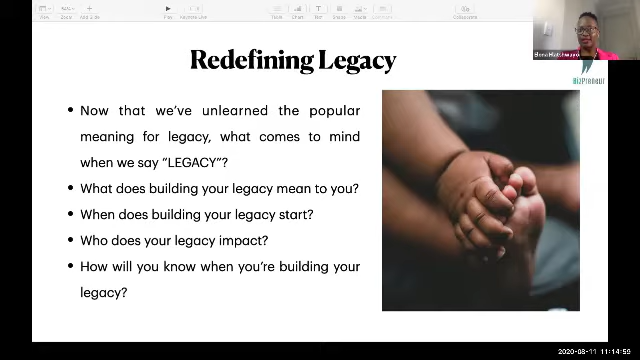 Redefining Legacy
• Now that we've unlearned the popular
meaning for legacy, what comes to mind
when we say "LEGACY"?
• What does building your legacy mean to you?
• When does building your legacy start?
• Who does your legacy impact?
• How will you know when you're building your
legacy?
BizPreneur
2020-08-11 11:14:59